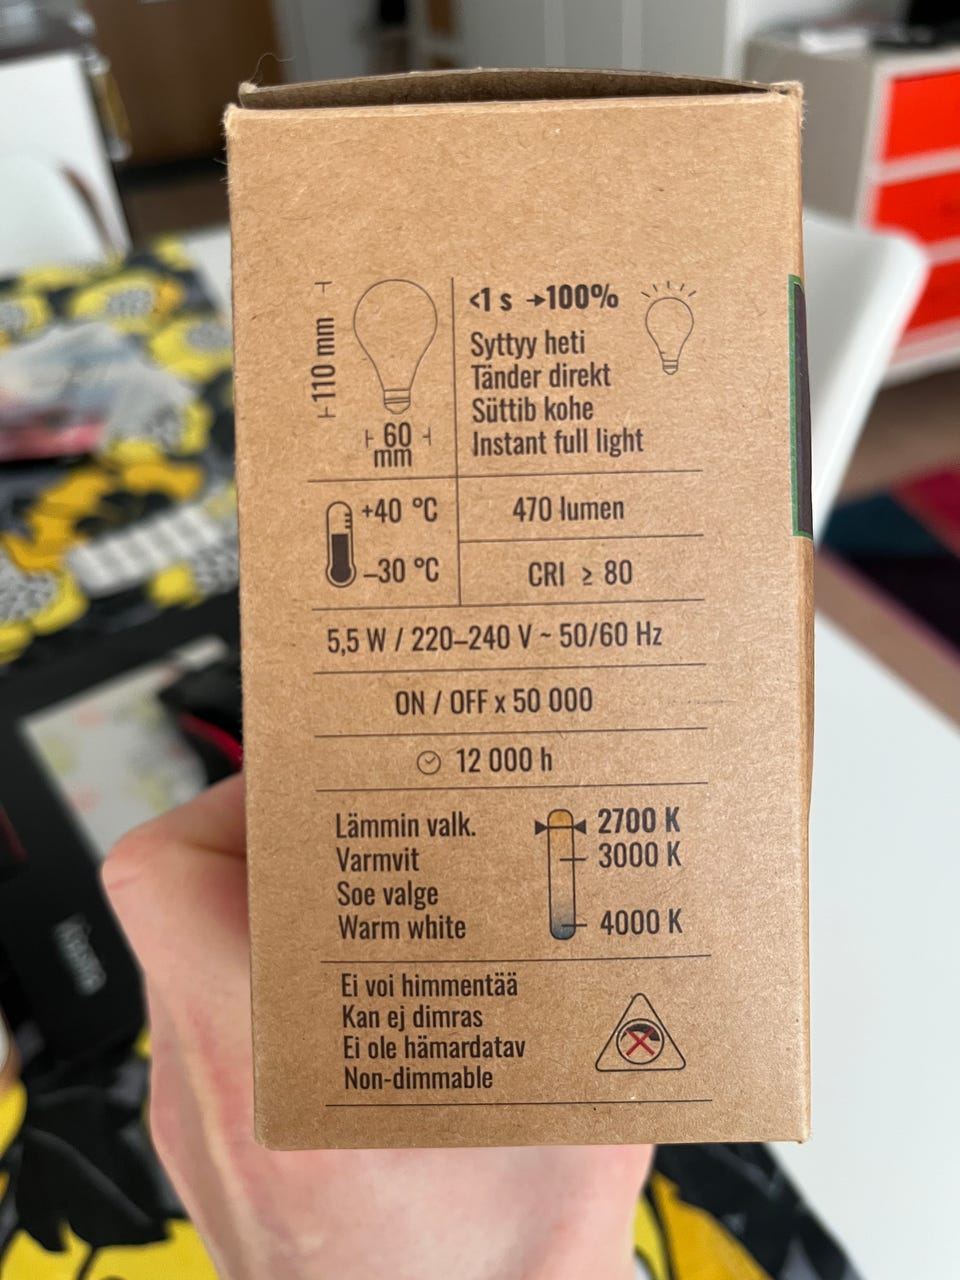 110 mm
60
mm
<1 s →100%
Syttyy heti
Tänder direkt
Süttib kohe
Instant full light
+40 °C
–30 °C
470 lumen
CRI ≥ 80
5,5 W / 220–240 V ~ 50/60 Hz
ON / OFF x 50 000
12 000 h
Lämmin valk.
Varmvit
Soe valge
Warm white
2700 K
3000 K
4000 K
Ei voi himmentää
Kan ej dimras
Ei ole hämardatav
Non-dimmable